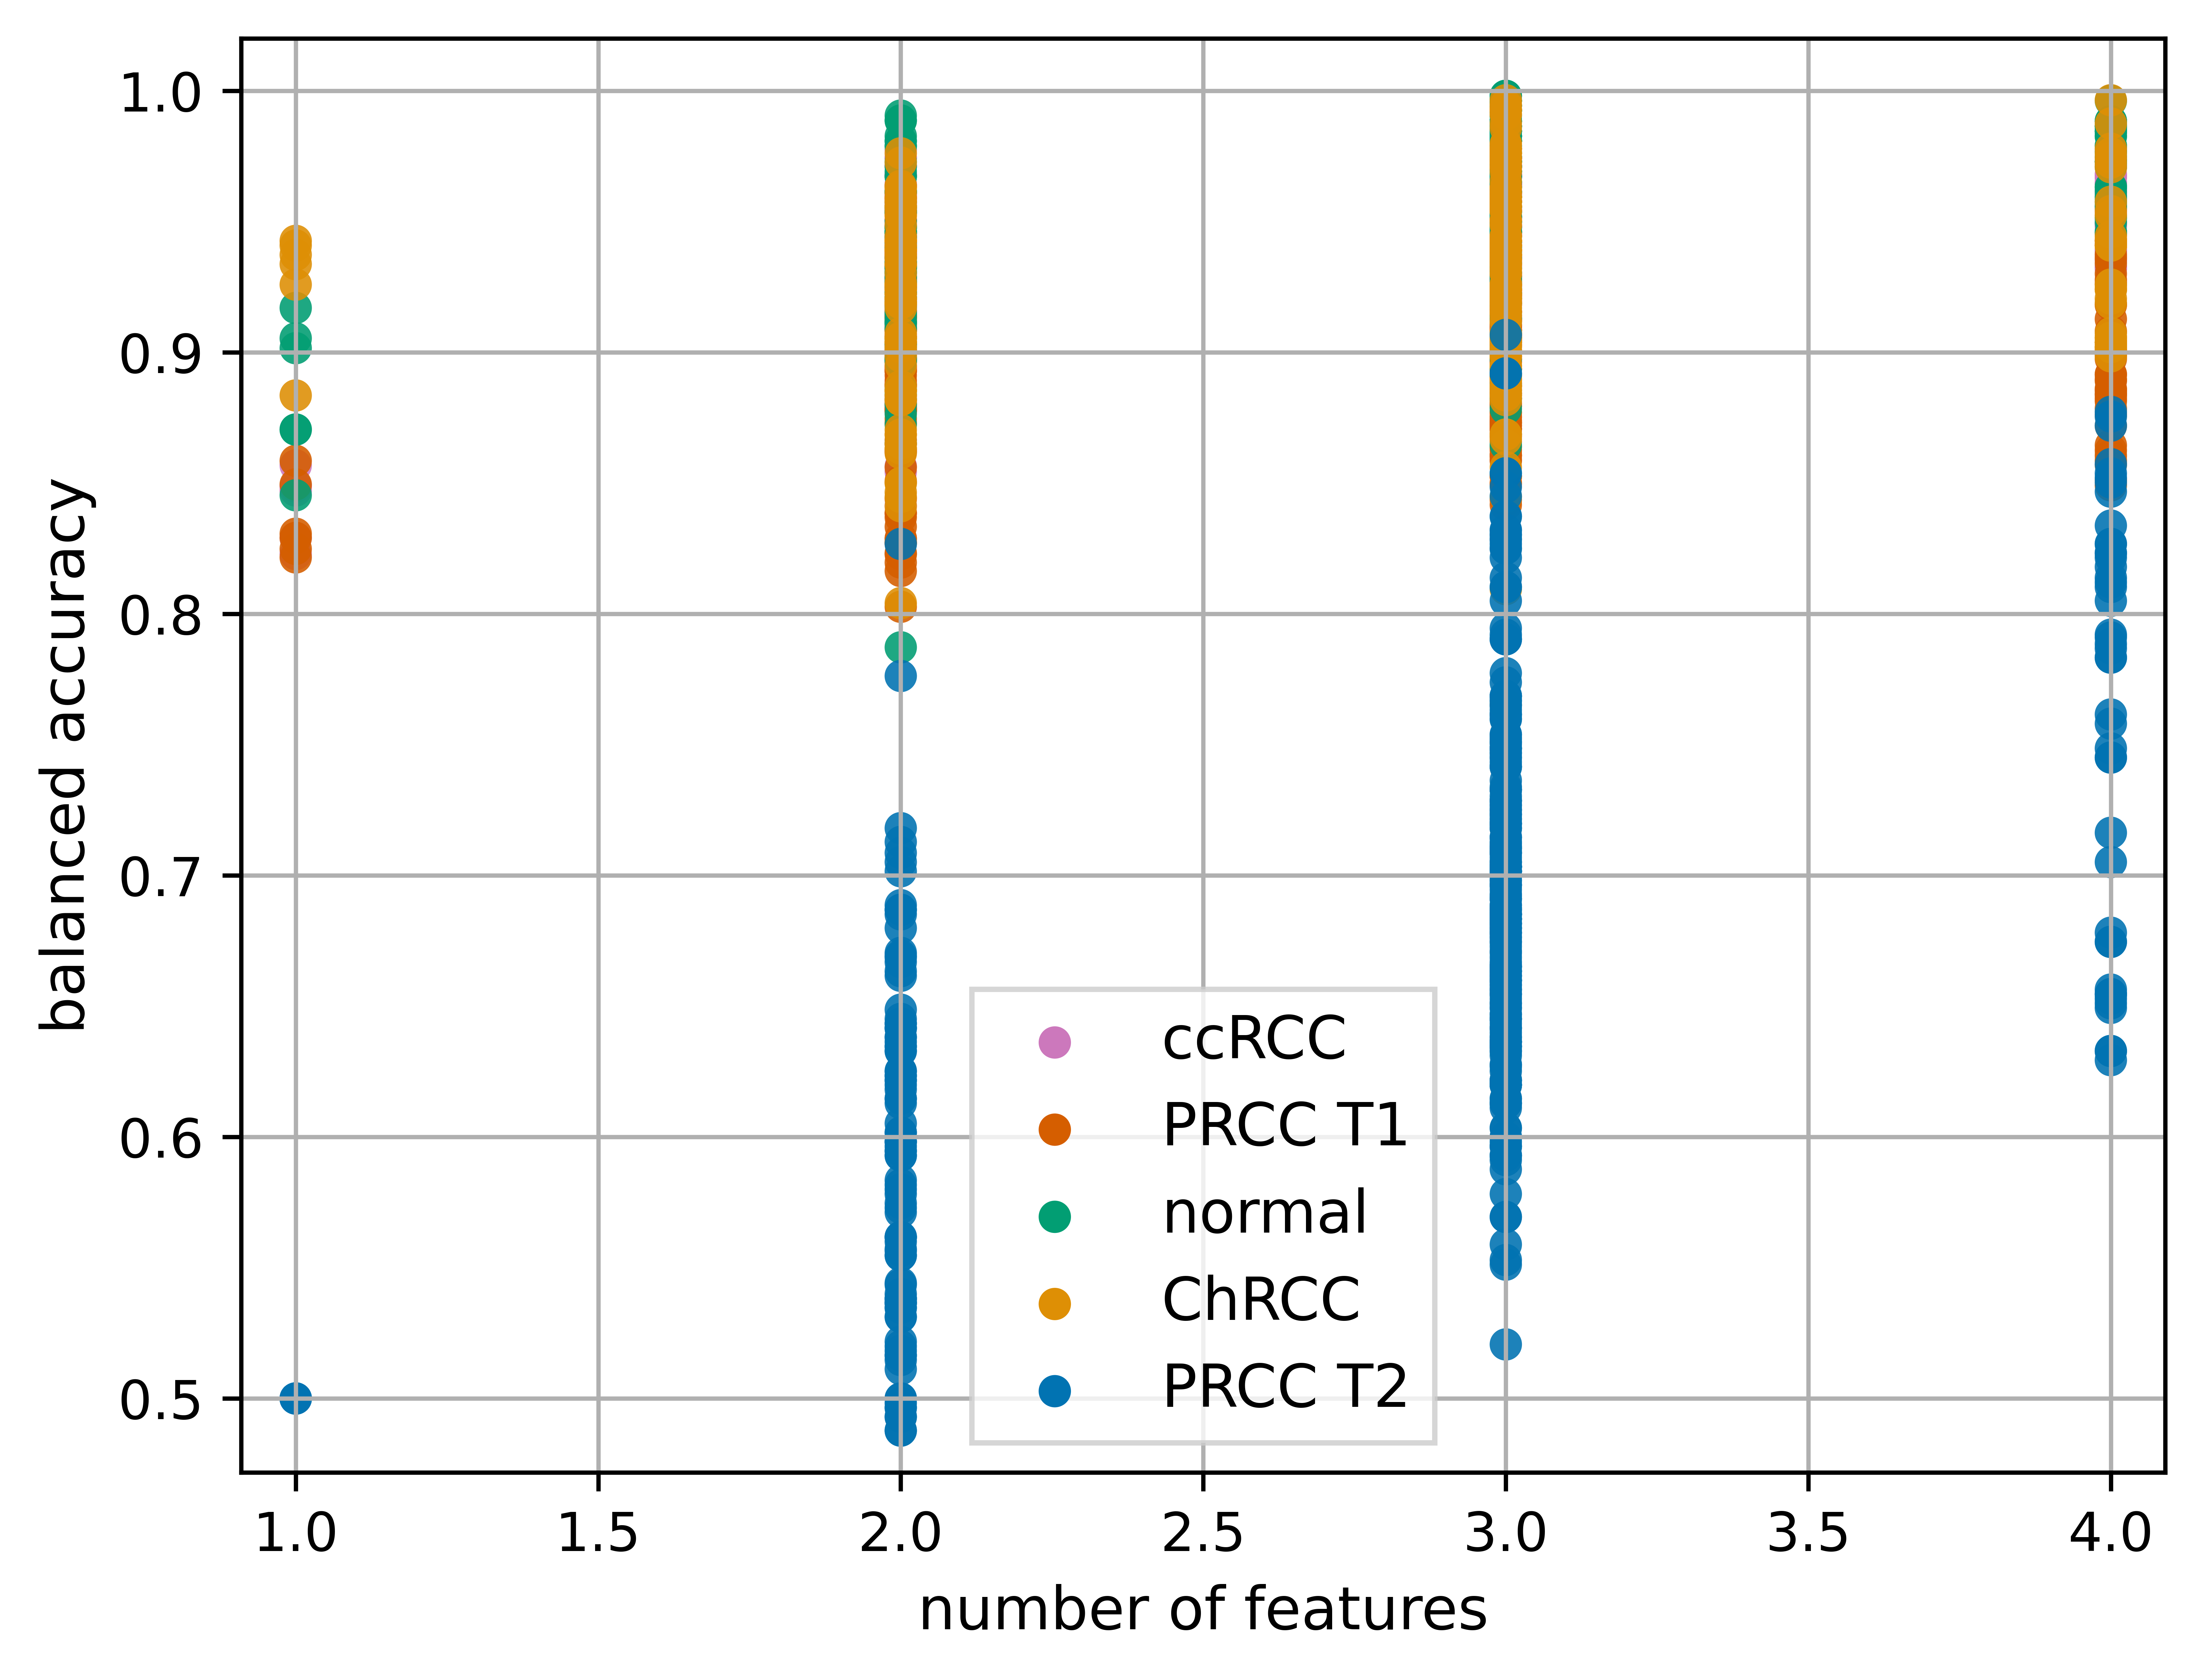 1.0
0.9
0.8
0.7
0.6
0.5
balanced accuracy
ccRCC
PRCC T1
normal
ChRCC
PRCC T2
1.0 1.5 2.0 2.5 3.0 3.5 4.0
number of features